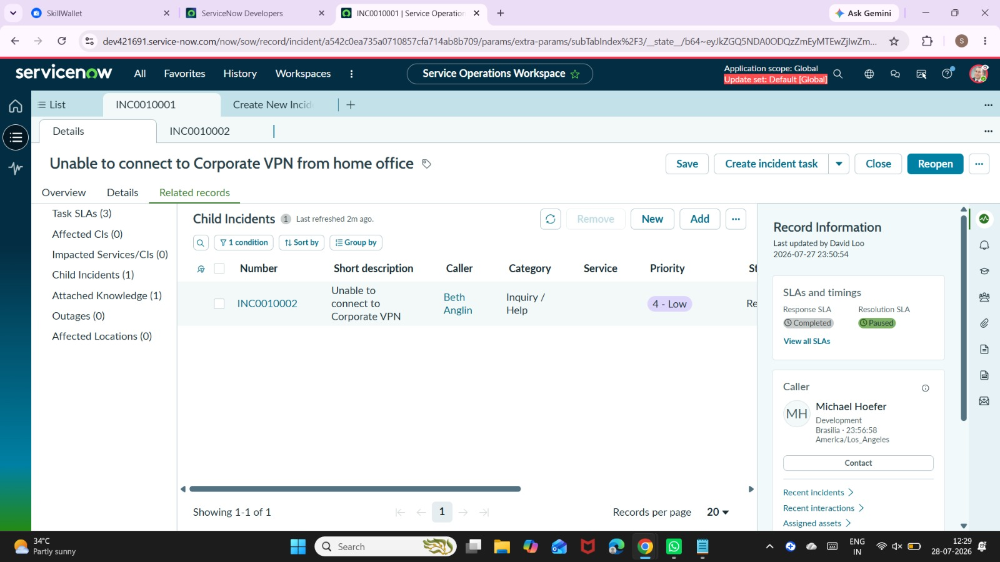 SkillWallet
ServiceNow Developers
INC0010001 | Service Operation
Ask Gemini
dev421691.service-now.com/now/sow/record/incident/a542c0ea735a0710857cfa714ab8b709/params/extra-params/subTabIndex%2F3/__state__/b64~eyJkZGQ5NDA0ODQzZmEyMTEwZjIwZm...
S
servicenow
All
Favorites
History
Workspaces
Service Operations Workspace
Application scope: Global
Update set: Default [Global]
List
INC0010001
Create New Incid
Details
INC0010002
Unable to connect to Corporate VPN from home office
Save
Create incident task
Close
Reopen
Overview
Details
Related records
Task SLAs (3)
Affected CIs (0)
Impacted Services/CIs (0)
Child Incidents (1)
Attached Knowledge (1)
Outages (0)
Affected Locations (0)
Child Incidents 1 Last refreshed 2m ago.
Remove
New
Add
1 condition
Sort by
Group by
Number
Short description
Caller
Category
Service
Priority
St
INC0010002
Unable to
connect to
Corporate VPN
Beth
Anglin
Inquiry /
Help
4 - Low
Re
Showing 1-1 of 1
1
Records per page 20
Record Information
Last updated by David Loo
2026-07-27 23:50:54
SLAs and timings
Response SLA
Resolution SLA
Completed
Paused
View all SLAs
Caller
MH
Michael Hoefer
Development
Brasilia · 23:56:58
America/Los_Angeles
Contact
Recent incidents
Recent interactions
Assigned assets
34°C
Partly sunny
Search
ENG
IN
12:29
28-07-2026